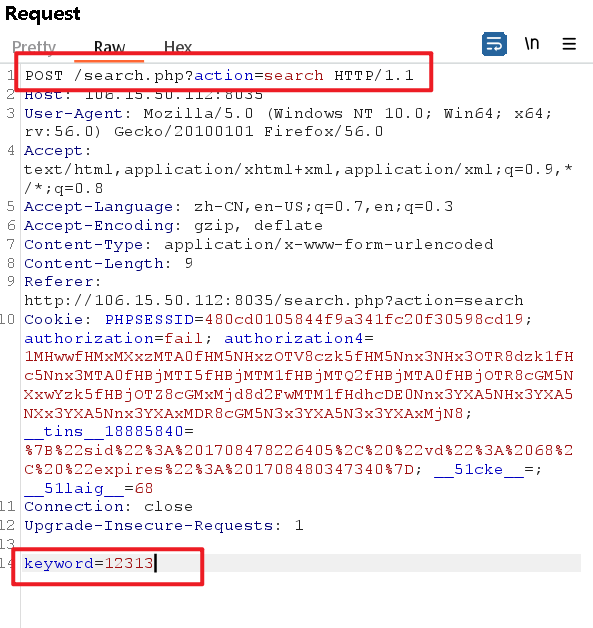 Request
Pretty Raw Hex \n
1 POST /search.php?action=search HTTP/1.1
2 Host: 106.15.50.112:8035
3 User-Agent: Mozilla/5.0 (Windows NT 10.0; Win64; x64;
rv:56.0) Gecko/20100101 Firefox/56.0
4 Accept:
text/html,application/xhtml+xml,application/xml;q=0.9,*
/*;q=0.8
5 Accept-Language: zh-CN,en-US;q=0.7,en;q=0.3
6 Accept-Encoding: gzip, deflate
7 Content-Type: application/x-www-form-urlencoded
8 Content-Length: 9
9 Referer:
http://106.15.50.112:8035/search.php?action=search
10 Cookie: PHPSESSID=480cd0105844f9a341fc20f30598cd19;
authorization=fail; authorization4=
1MHwwfHMxMXxzMTA0fHM5NHxzOTV8czk5fHM5Nnx3NHx3OTR8dzk1fH
c5Nnx3MTA0fHBjMTI5fHBjMTM1fHBjMTQ2fHBjMTA0fHBjOTR8cGM5N
XxwYzk5fHBjOTZ8cGMxMjd8d2FwMTM1fHdhcDE0Nnx3YXA5NHx3YXA5
NXx3YXA5Nnx3YXAxMDR8cGM5N3x3YXA5N3x3YXAxMjN8;
__tins__18885840=
%7B%22sid%22%3A%201708478226405%2C%20%22vd%22%3A%2068%2
C%20%22expires%22%3A%201708480347340%7D; __51cke__=;
__51laig__=68
11 Connection: close
12 Upgrade-Insecure-Requests: 1
13
14 keyword=12313